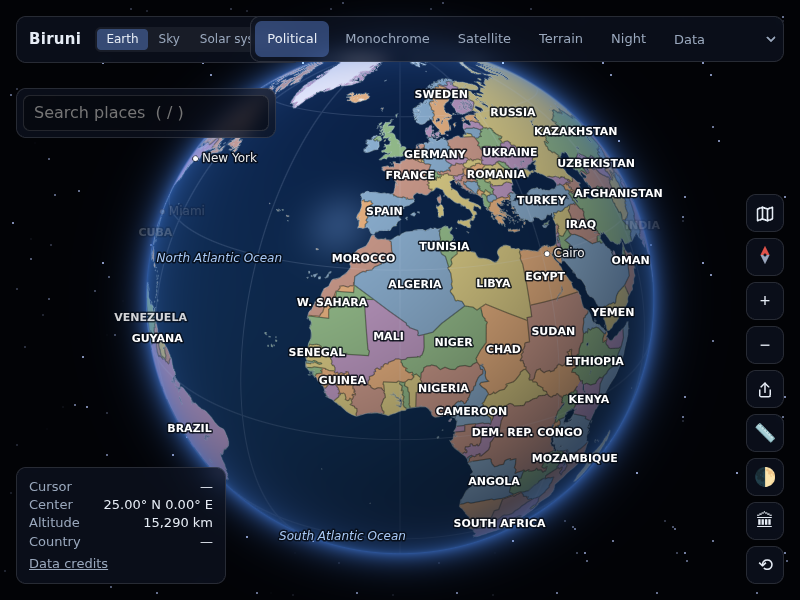 Biruni
Earth Sky Solar sys
Political Monochrome Satellite Terrain Night Data
Search places ( / )
SWEDEN
RUSSIA
KAZAKHSTAN
GERMANY
UKRAINE
New York
UZBEKISTAN
FRANCE
ROMANIA
AFGHANISTAN
TURKEY
Miami
SPAIN
IRAQ
INDIA
CUBA
TUNISIA
Cairo
North Atlantic Ocean
MOROCCO
OMAN
EGYPT
ALGERIA
LIBYA
W. SAHARA
YEMEN
VENEZUELA
SUDAN
GUYANA
MALI
NIGER
CHAD
SENEGAL
ETHIOPIA
GUINEA
NIGERIA
KENYA
CAMEROON
BRAZIL
DEM. REP. CONGO
MOZAMBIQUE
ANGOLA
SOUTH AFRICA
South Atlantic Ocean
Cursor —
Center 25.00° N 0.00° E
Altitude 15,290 km
Country —
Data credits